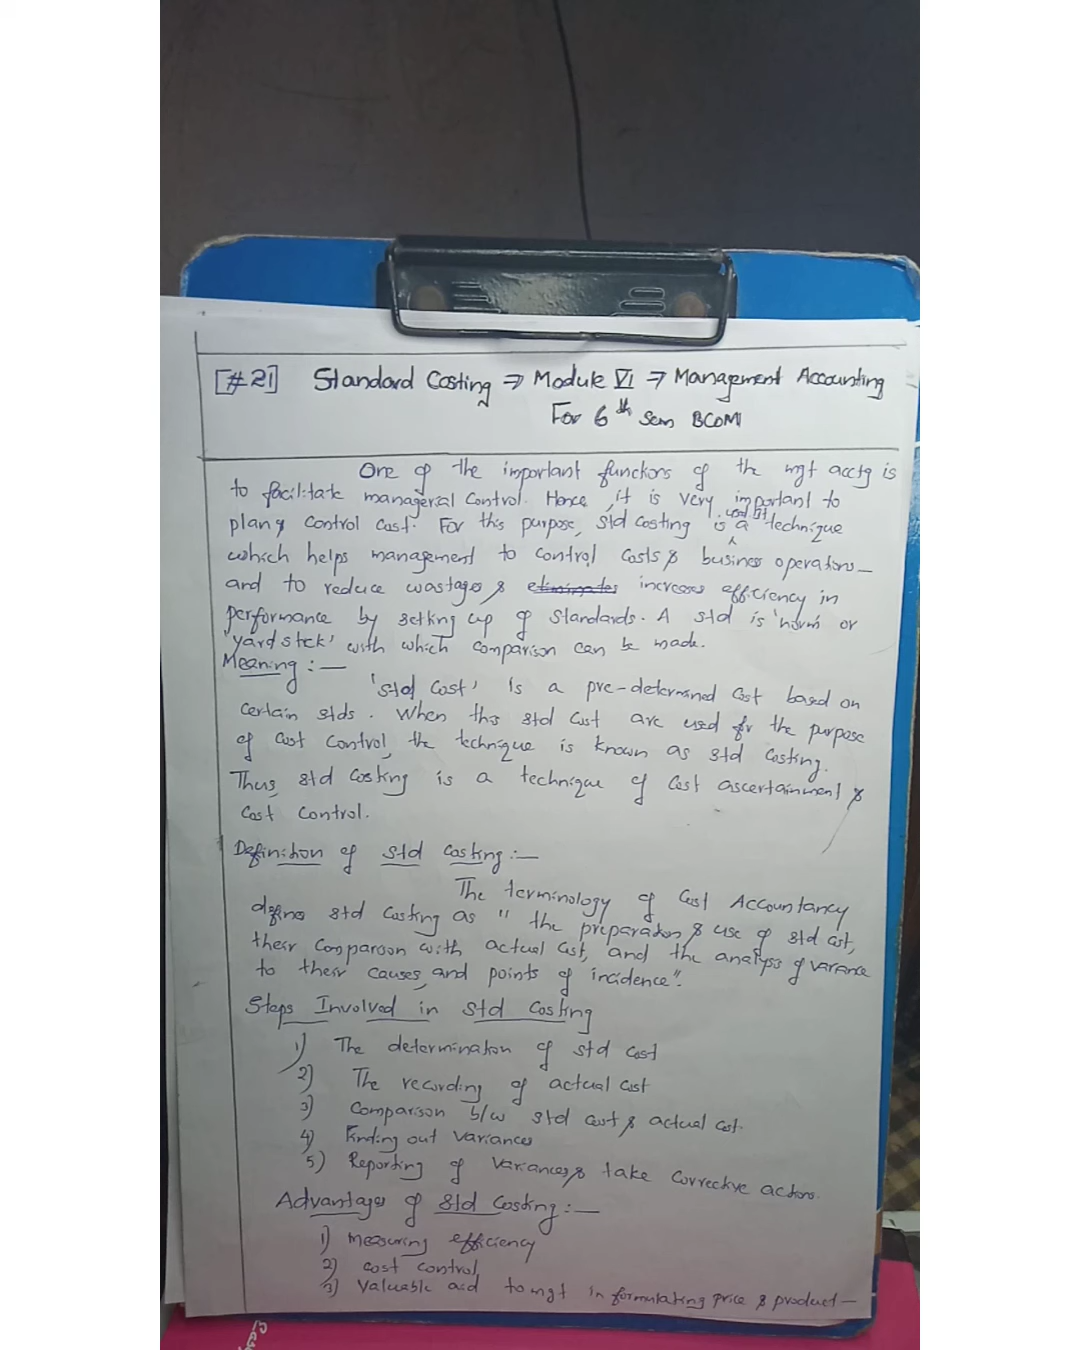 [#21] Standard Costing → Module VI → Management Accounting
For 6th Sem BCOM
One of the important functions of the mgt acctg is
to facilitate managerial control. Hence, it is very important to
plan & control cost. For this purpose, std costing is a technique
which helps management to control costs & business operations
and to reduce wastages & eliminates increases efficiency in
performance by setting up of standards. A std is 'norm' or
'yardstick' with which comparison can be made.
Meaning :-
'Std Cost' is a pre-determined cost based on
certain stds. When this std cost are used for the purpose
of cost control, the technique is known as std costing.
Thus, std costing is a technique of cost ascertainment &
cost control.
Definition of Std Costing :-
The terminology of Cost Accountancy
defines std costing as " the preparation & use of std cost,
their comparison with actual cost, and the analysis of variance
to their causes, and points of incidence".
Steps Involved in Std Costing
1) The determination of std cost
2) The recording of actual cost
3) Comparison b/w std cost & actual cost.
4) Finding out variances
5) Reporting of variances & take corrective actions.
Advantages of Std Costing :-
1) Measuring efficiency
2) cost control
3) Valuable aid to mgt in formulating price & product -